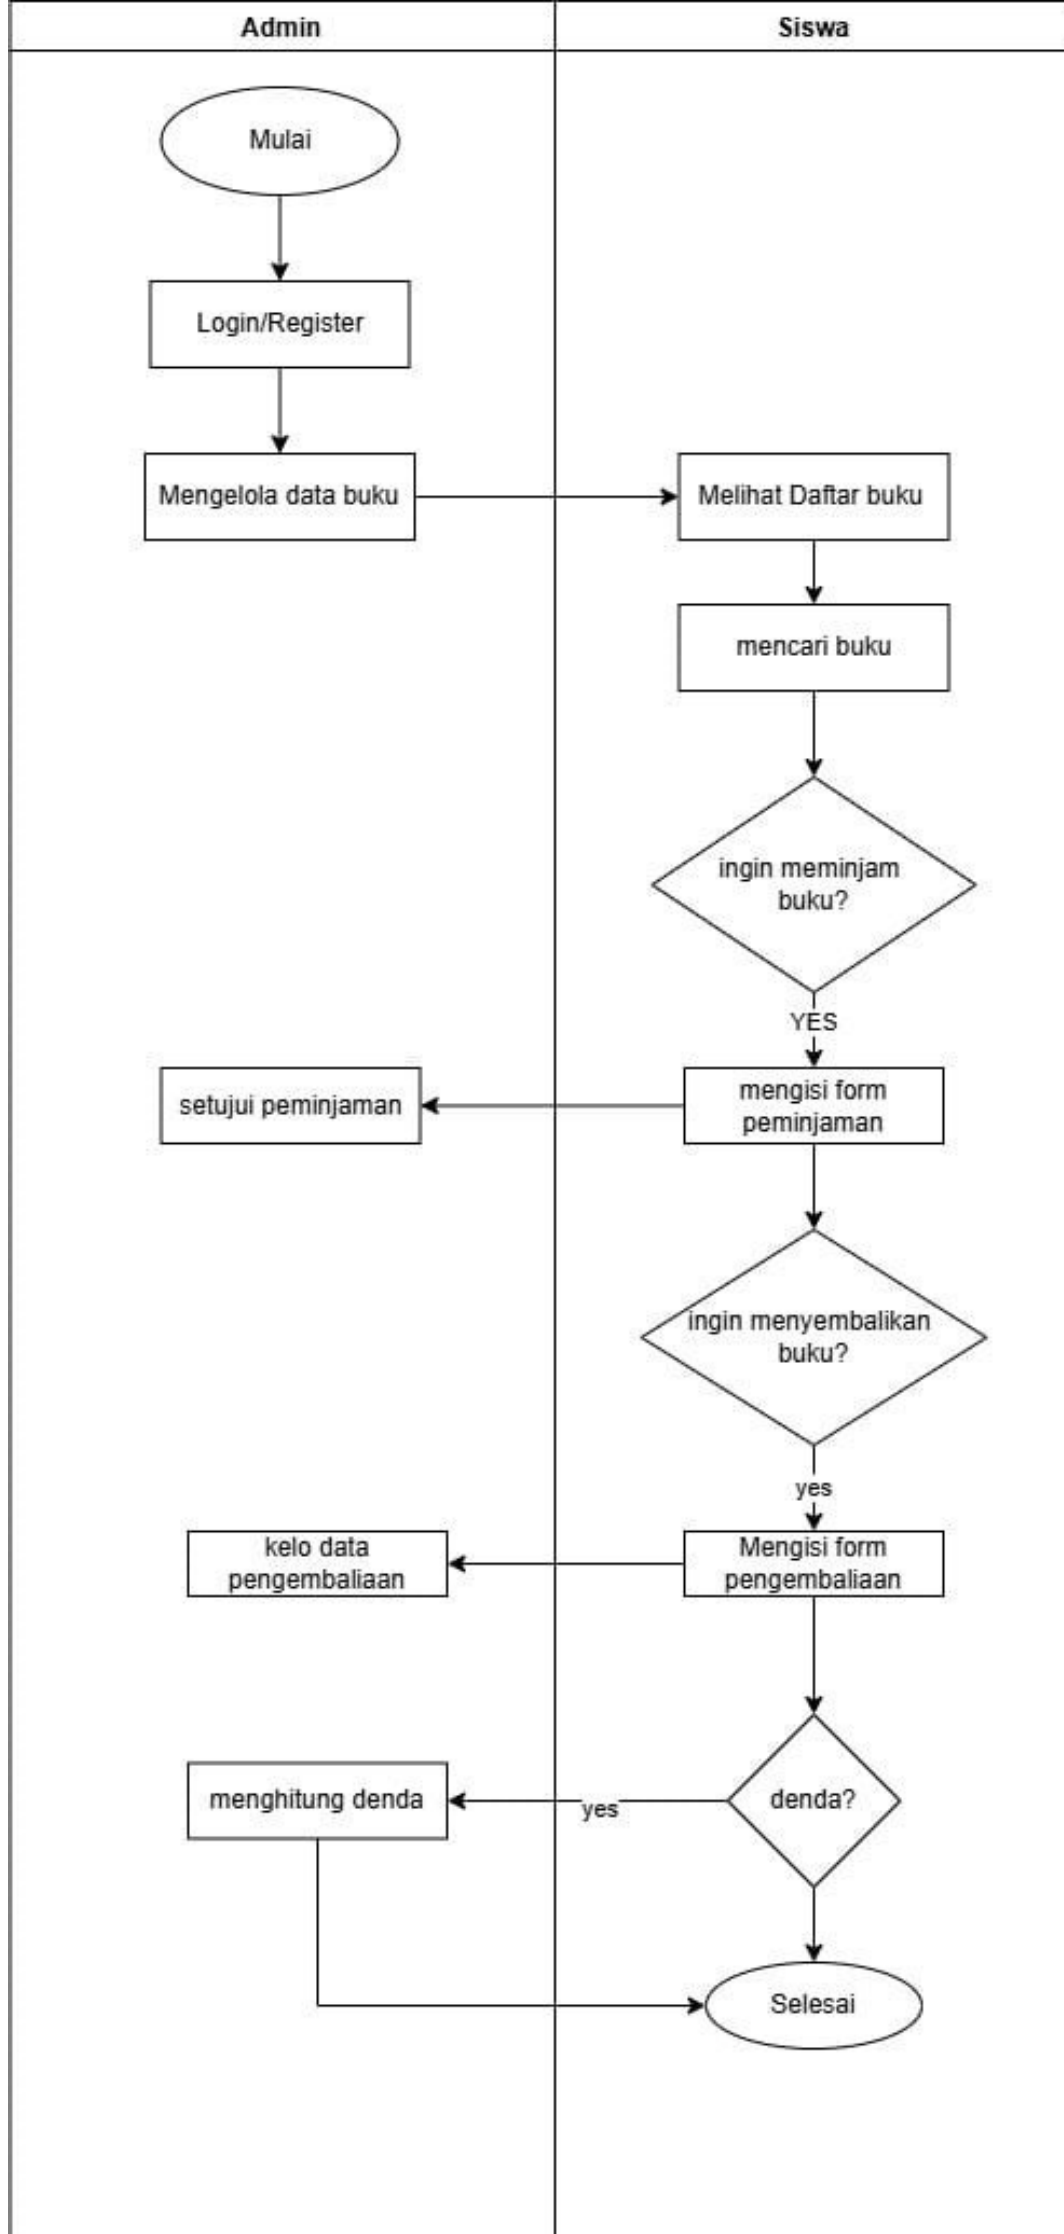 Admin
Siswa
Mulai
Login/Register
Mengelola data buku
Melihat Daftar buku
mencari buku
ingin meminjam
buku?
YES
setujui peminjaman
mengisi form
peminjaman
ingin menyembalikan
buku?
yes
kelo data
pengembaliaan
Mengisi form
pengembaliaan
menghitung denda
yes
denda?
Selesai